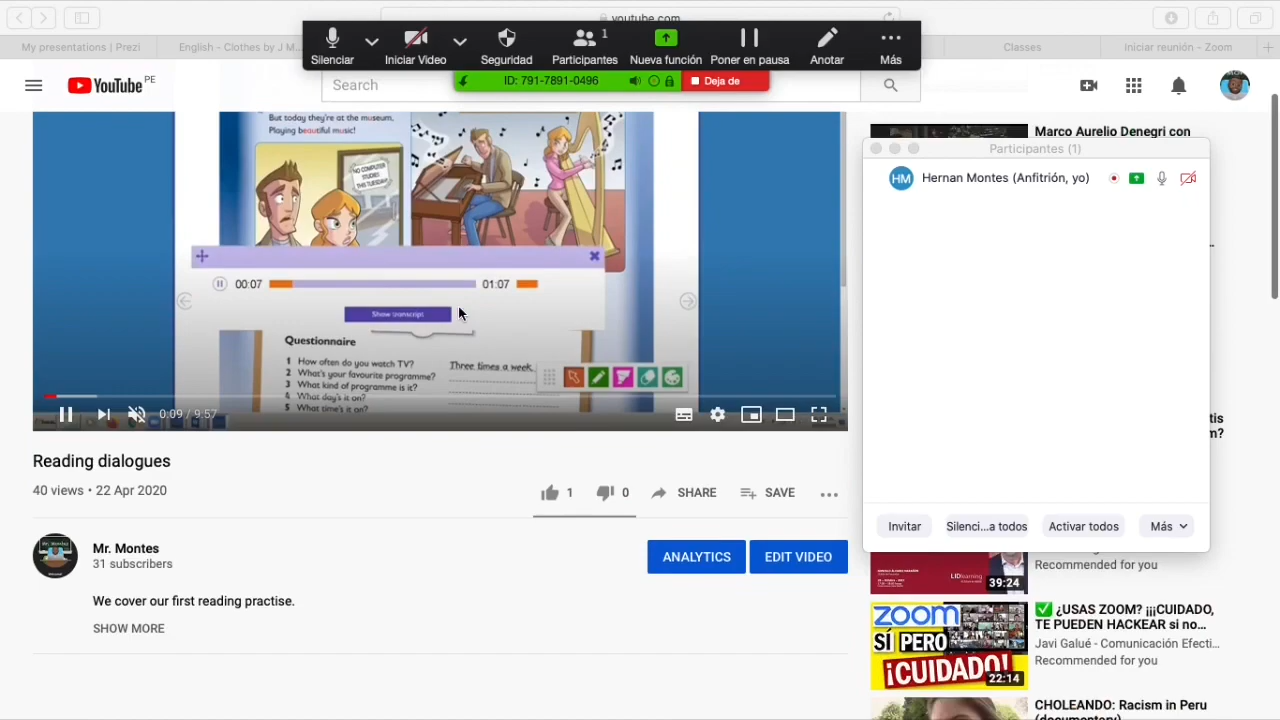 youtube.com
My presentations | Prezi
English - Clothes by J M...
Classes
Iniciar reunión - Zoom
Silenciar
Iniciar Video
Seguridad
1
Participantes
Nueva función
Poner en pausa
Anotar
Más
ID: 791-7891-0496
Deja de
YouTube PE
Search
But today they're at the museum,
Playing beautiful music!
NO COMPUTER STUDIES THIS TUESDAY!
00:07
01:07
Show transcript
Questionnaire
1 How often do you watch TV? Three times a week.
2 What's your favourite programme?
3 What kind of programme is it?
4 What day's it on?
5 What time's it on?
0:09 / 9:57
Reading dialogues
40 views • 22 Apr 2020
1
0
SHARE
SAVE
Mr. Montes
31 subscribers
ANALYTICS
EDIT VIDEO
We cover our first reading practise.
SHOW MORE
Marco Aurelio Denegri con
Participantes (1)
HM
Hernan Montes (Anfitrión, yo)
Invitar
Silenci...a todos
Activar todos
Más
LIDlearning
39:24
Recommended for you
zoom
SÍ PERO
¡CUIDADO!
22:14
✅ ¿USAS ZOOM? ¡¡¡CUIDADO,
TE PUEDEN HACKEAR si no...
Javi Galué - Comunicación Efecti...
Recommended for you
CHOLEANDO: Racism in Peru
(documentary)